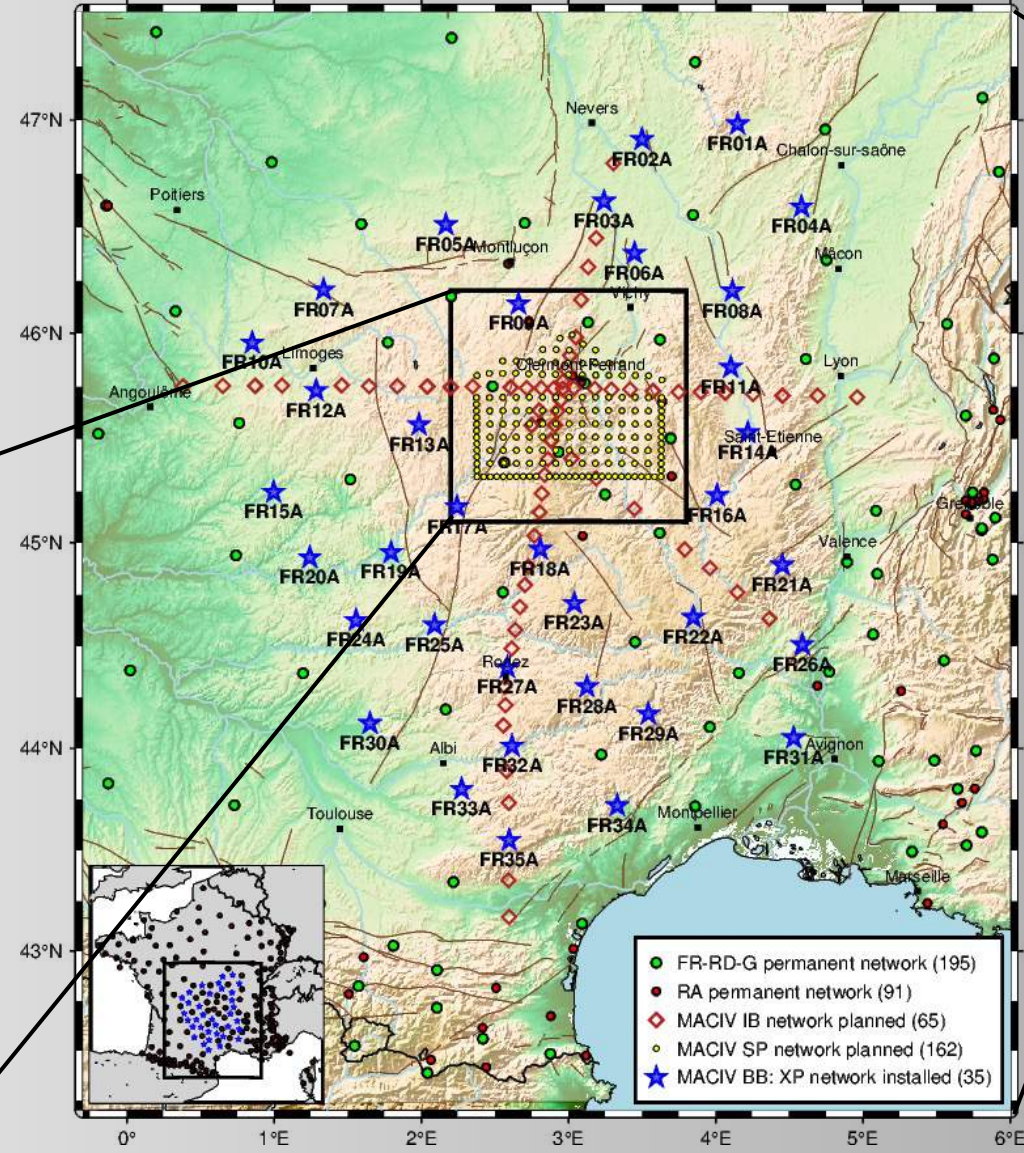 47°N
46°N
45°N
44°N
43°N
Nevers
FR01A
FR02A
Chalon-sur-saône
Poitiers
FR03A
FR04A
FR05A
Montluçon
Mâcon
FR06A
Vichy
FR07A
FR08A
FR09A
FR10A
Limoges
Clermont-Ferrand
Lyon
FR11A
Angoulême
FR12A
FR13A
Saint-Etienne
FR14A
FR15A
FR16A
Grenoble
FR17A
Valence
FR18A
FR19A
FR20A
FR21A
FR22A
FR23A
FR24A
FR25A
FR26A
Rodez
FR27A
FR28A
FR29A
FR30A
Albi
FR31A
Avignon
FR32A
FR33A
Toulouse
FR34A
Montpellier
FR35A
Marseille
FR-RD-G permanent network (195)
RA permanent network (91)
MACIV IB network planned (65)
MACIV SP network planned (162)
MACIV BB: XP network installed (35)
0°
1°E
2°E
3°E
4°E
5°E
6°E